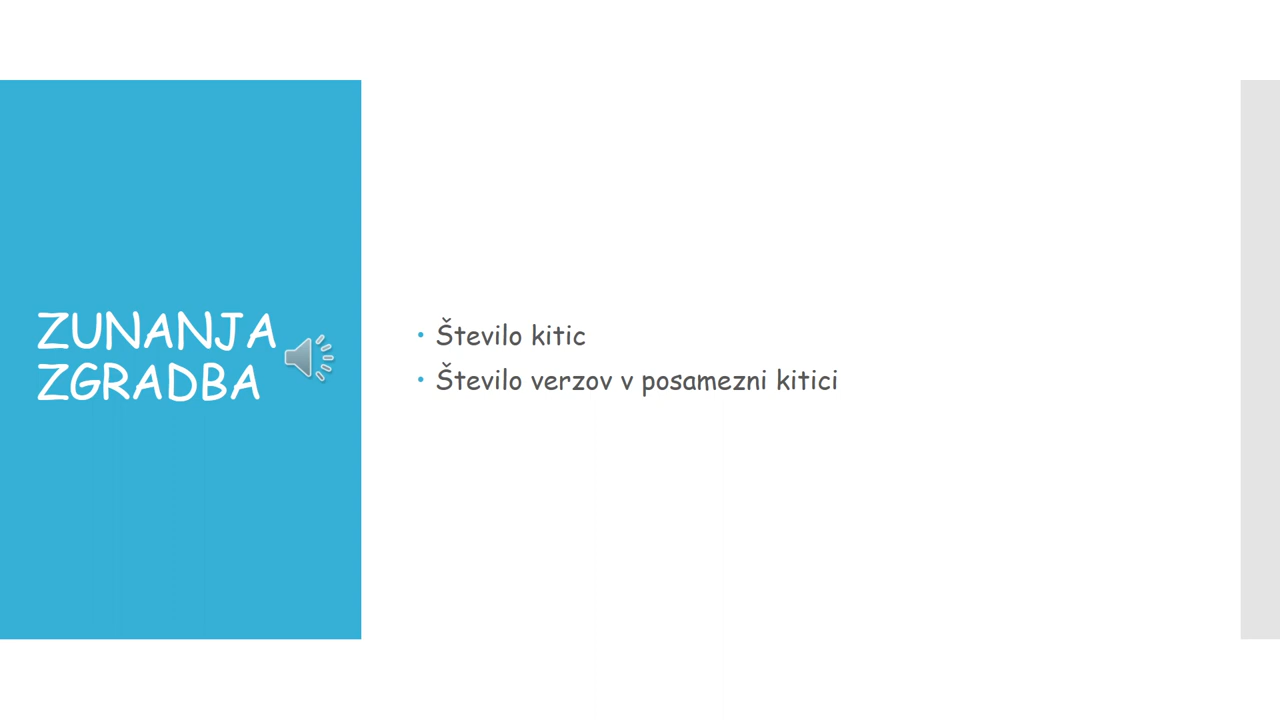 ZUNANJA
ZGRADBA
• Število kitic
• Število verzov v posamezni kitici